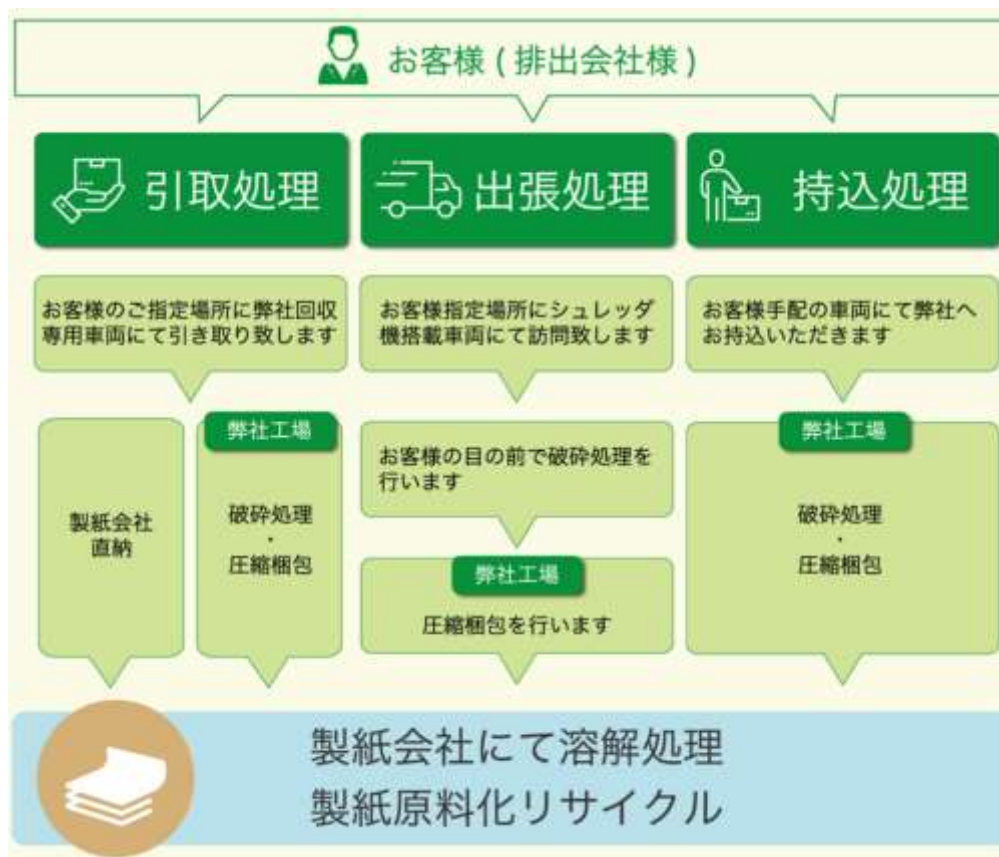 お客様 ( 排出会社様 )
引取処理
出張処理
持込処理
お客様のご指定場所に弊社回収
専用車両にて引き取り致します
お客様指定場所にシュレッダ
機搭載車両にて訪問致します
お客様手配の車両にて弊社へ
お持込いただきます
製紙会社
直納
弊社工場
破砕処理
・
圧縮梱包
お客様の目の前で破砕処理を
行います
弊社工場
圧縮梱包を行います
弊社工場
破砕処理
・
圧縮梱包
製紙会社にて溶解処理
製紙原料化リサイクル